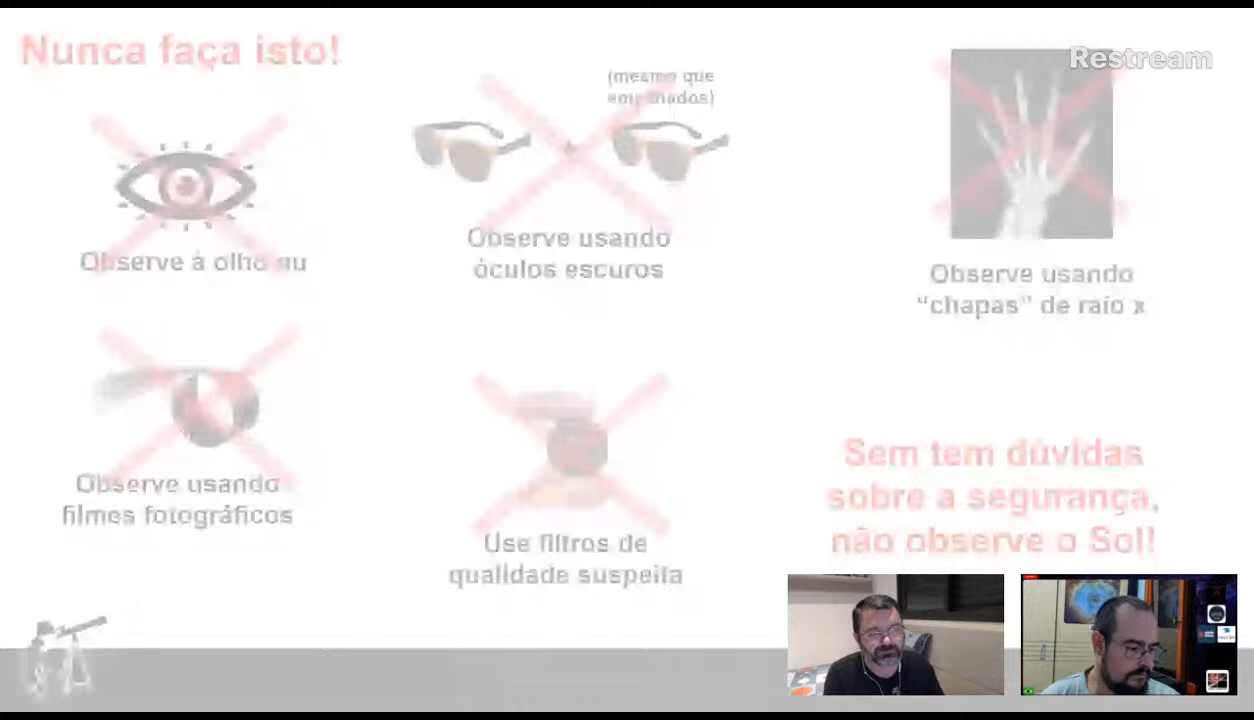 Nunca faça isto!
Restream
(mesmo que
empilhados)
Observe à olho nu
Observe usando
óculos escuros
Observe usando
“chapas” de raio x
Observe usando
filmes fotográficos
Use filtros de
qualidade suspeita
Sem tem dúvidas
sobre a segurança,
não observe o Sol!